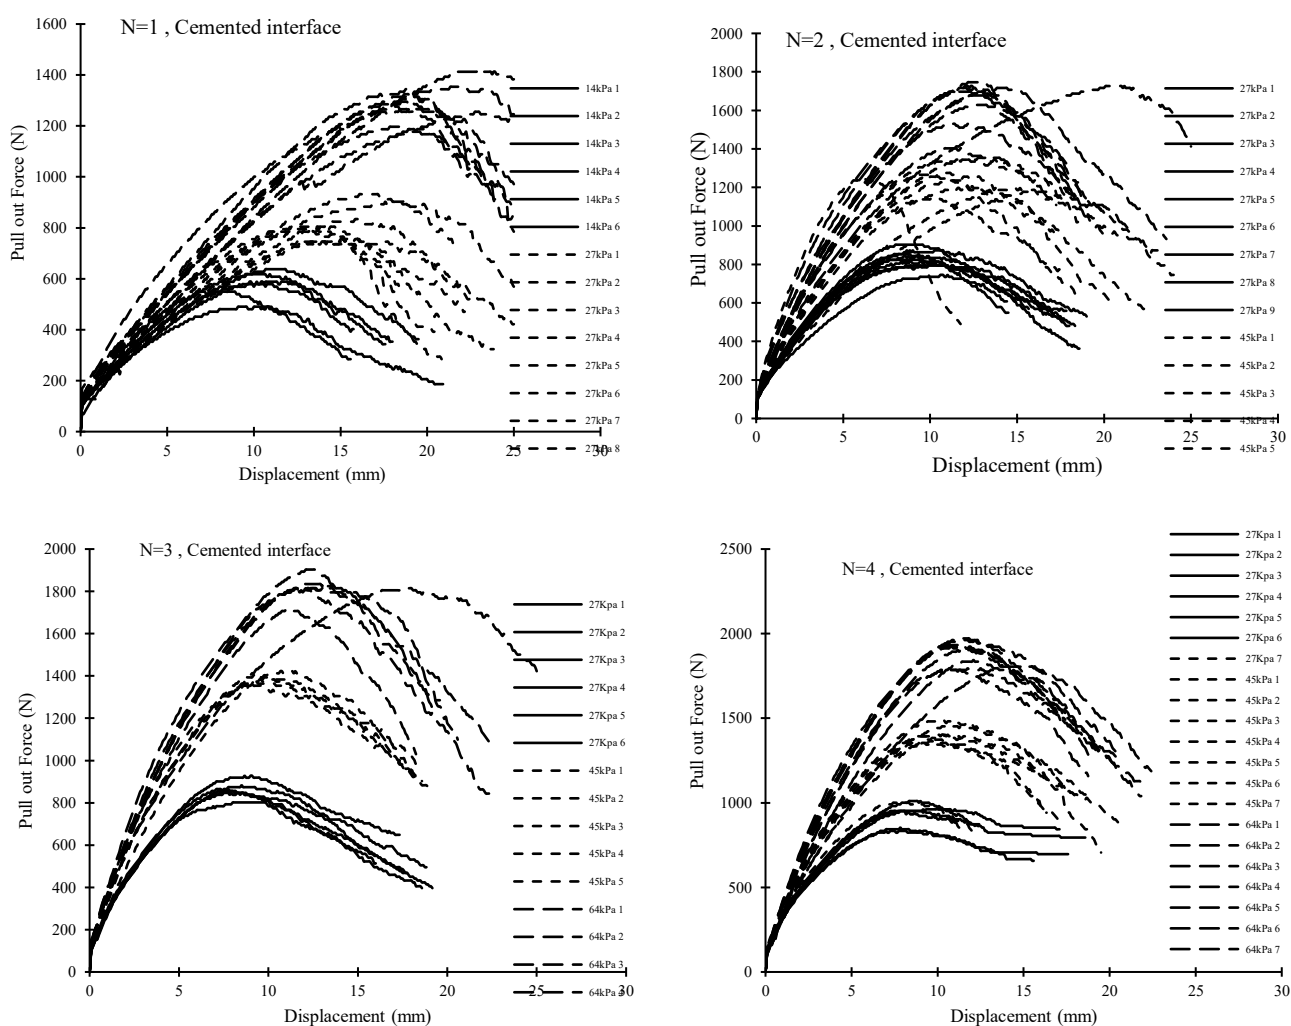 N=1 , Cemented interface
Pull out Force (N)
1600
1400
1200
1000
800
600
400
200
0
0 5 10 15 20 25 30
Displacement (mm)
14kPa 1
14kPa 2
14kPa 3
14kPa 4
14kPa 5
14kPa 6
27kPa 1
27kPa 2
27kPa 3
27kPa 4
27kPa 5
27kPa 6
27kPa 7
27kPa 8
N=2 , Cemented interface
Pull out Force (N)
2000
1800
1600
1400
1200
1000
800
600
400
200
0
0 5 10 15 20 25 30
Displacement (mm)
27kPa 1
27kPa 2
27kPa 3
27kPa 4
27kPa 5
27kPa 6
27kPa 7
27kPa 8
27kPa 9
45kPa 1
45kPa 2
45kPa 3
45kPa 4
45kPa 5
N=3 , Cemented interface
Pull out Force (N)
2000
1800
1600
1400
1200
1000
800
600
400
200
0
0 5 10 15 20 25 30
Displacement (mm)
27Kpa 1
27Kpa 2
27Kpa 3
27Kpa 4
27Kpa 5
27Kpa 6
45kPa 1
45kPa 2
45kPa 3
45kPa 4
45kPa 5
64kPa 1
64kPa 2
64kPa 3
64kPa 4
N=4 , Cemented interface
Pull out Force (N)
2500
2000
1500
1000
500
0
0 5 10 15 20 25 30
Displacement (mm)
27Kpa 1
27Kpa 2
27Kpa 3
27Kpa 4
27Kpa 5
27Kpa 6
27Kpa 7
45kPa 1
45kPa 2
45kPa 3
45kPa 4
45kPa 5
45kPa 6
45kPa 7
64kPa 1
64kPa 2
64kPa 3
64kPa 4
64kPa 5
64kPa 6
64kPa 7